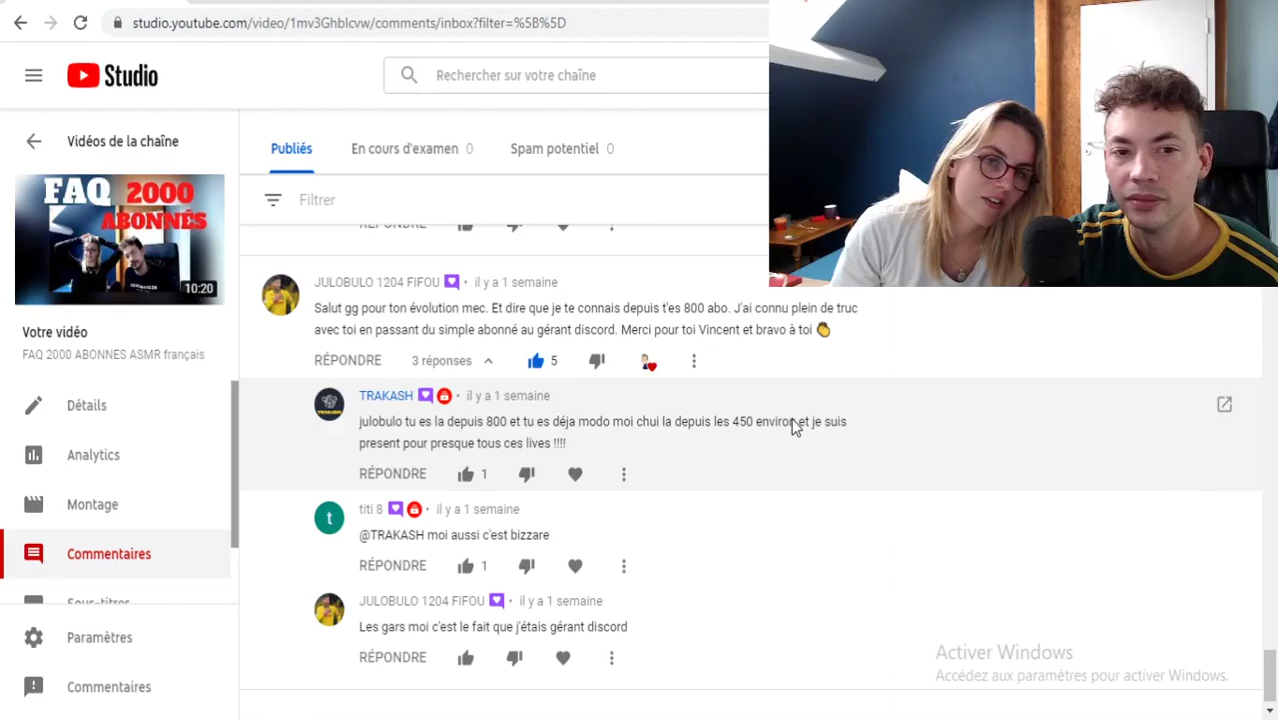 studio.youtube.com/video/1mv3Ghblcvw/comments/inbox?filter=%5B%5D
Studio
Rechercher sur votre chaîne
Vidéos de la chaîne
Publiés
En cours d'examen 0
Spam potentiel 0
Filtrer
FAQ 2000
ABONNÉS
10:20
RÉPONDRE
Votre vidéo
FAQ 2000 ABONNES ASMR français
Détails
Analytics
Montage
Commentaires
Sous-titres
Paramètres
Commentaires
JULOBULO 1204 FIFOU • il y a 1 semaine
Salut gg pour ton évolution mec. Et dire que je te connais depuis t'es 800 abo. J'ai connu plein de truc
avec toi en passant du simple abonné au gérant discord. Merci pour toi Vincent et bravo à toi 👏
RÉPONDRE 3 réponses 5
TRAKASH • il y a 1 semaine
julobulo tu es la depuis 800 et tu es déja modo moi chui la depuis les 450 environ et je suis
present pour presque tous ces lives !!!!
RÉPONDRE 1
t
titi 8 • il y a 1 semaine
@TRAKASH moi aussi c'est bizzare
RÉPONDRE 1
JULOBULO 1204 FIFOU • il y a 1 semaine
Les gars moi c'est le fait que j'étais gérant discord
RÉPONDRE
Activer Windows
Accédez aux paramètres pour activer Windows.